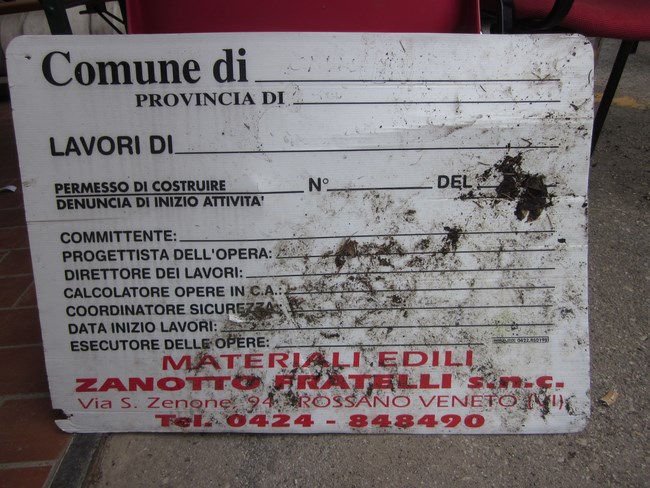 Comune di
PROVINCIA DI
LAVORI DI
PERMESSO DI COSTRUIRE N° DEL
DENUNCIA DI INIZIO ATTIVITA'
COMMITTENTE:
PROGETTISTA DELL'OPERA:
DIRETTORE DEI LAVORI:
CALCOLATORE OPERE IN C.A.:
COORDINATORE SICUREZZA:
DATA INIZIO LAVORI:
ESECUTORE DELLE OPERE:
MATERIALI EDILI
ZANOTTO FRATELLI s.n.c.
Via S. Zenone, 94 - ROSSANO VENETO (VI)
Tel. 0424 - 848490